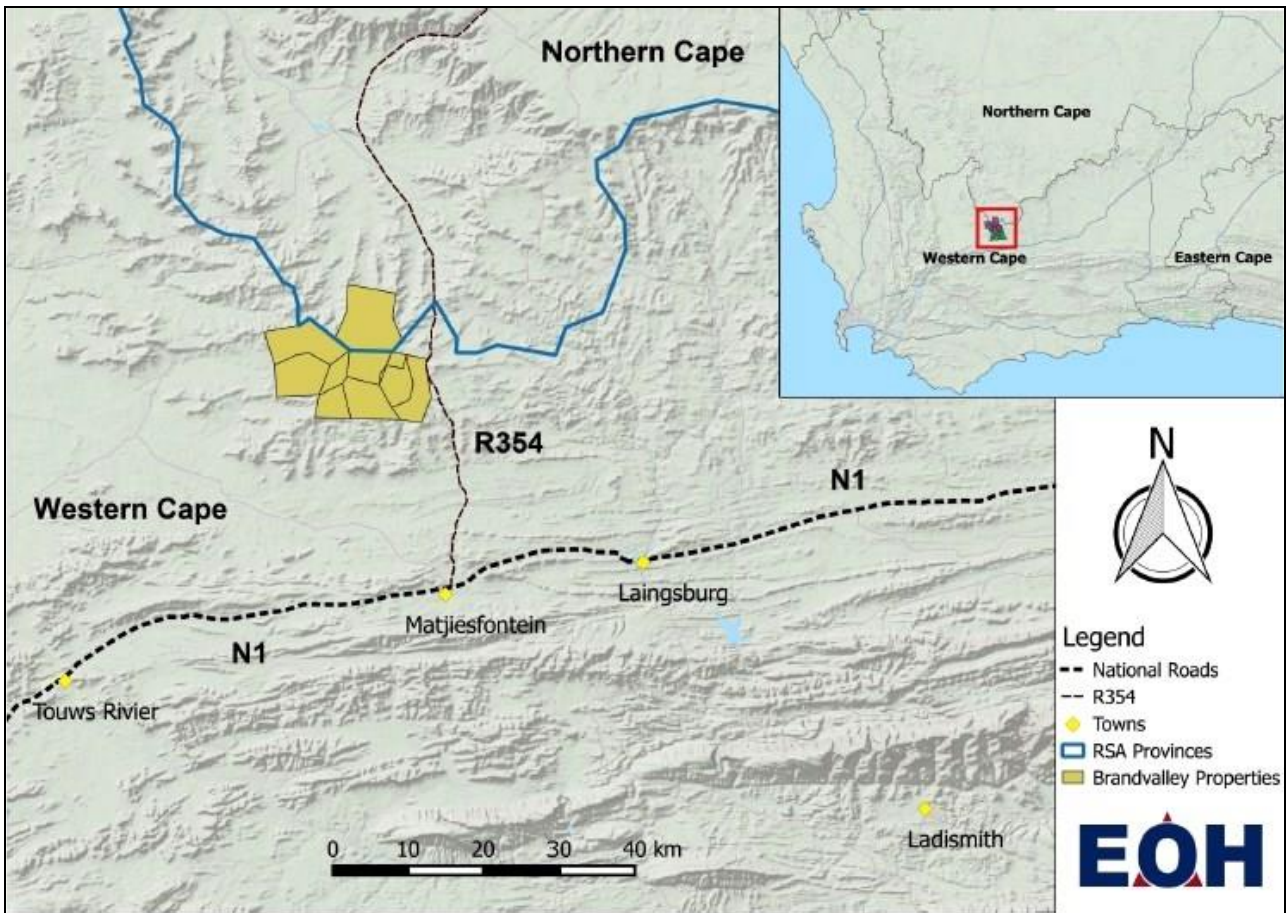 Northern Cape
Northern Cape
Western Cape
Eastern Cape
R354
N1
Western Cape
Laingsburg
Matjiesfontein
N1
Touws Rivier
Ladismith
0 10 20 30 40 km
N
Legend
National Roads
R354
Towns
RSA Provinces
Brandvalley Properties
EOH